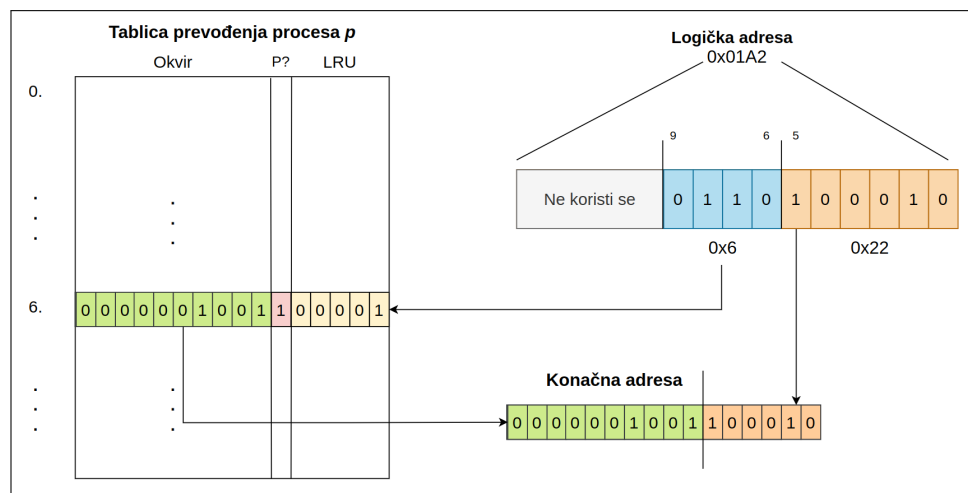 Tablica prevođenja procesa p
Okvir P? LRU
0.
.
.
.
.
.
.
6. 0 0 0 0 0 0 1 0 0 1 1 0 0 0 0 1
.
.
.
.
.
.
Logička adresa
0x01A2
9 6 5
Ne koristi se 0 1 1 0 1 0 0 0 1 0
0x6 0x22
Konačna adresa
0 0 0 0 0 0 1 0 0 1 1 0 0 0 1 0